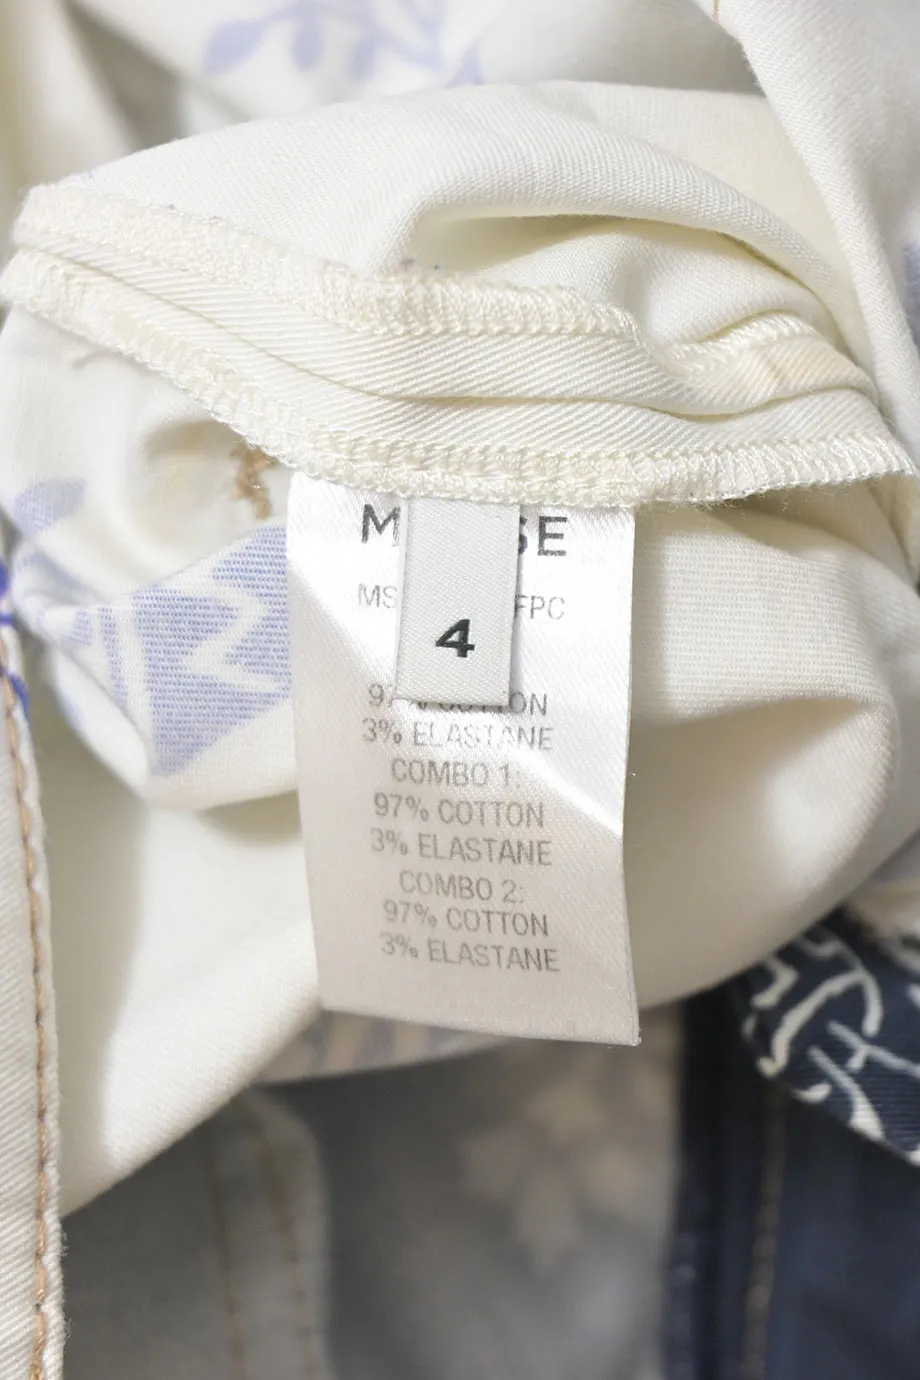 4
3% ELASTANE
COMBO 1:
97% COTTON
3% ELASTANE
COMBO 2:
97% COTTON
3% ELASTANE